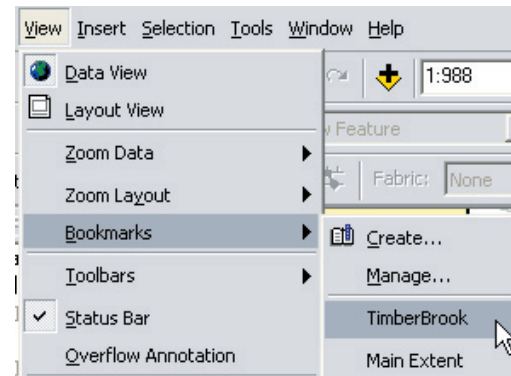 View Insert Selection Tools Window Help
Data View
1:988
Layout View
Feature
Zoom Data
Fabric: None
Zoom Layout
Bookmarks
Create...
Toolbars
Manage...
Status Bar
TimberBrook
Overflow Annotation
Main Extent